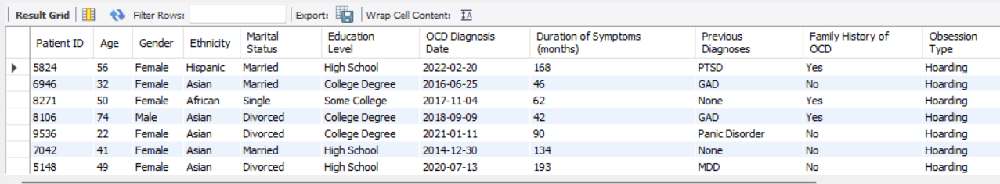 Result Grid Filter Rows: Export: Wrap Cell Content: IA
Patient ID Age Gender Ethnicity Marital Status Education Level OCD Diagnosis Date Duration of Symptoms (months) Previous Diagnoses Family History of OCD Obsession Type
5824 56 Female Hispanic Married High School 2022-02-20 168 PTSD Yes Hoarding
6946 32 Female Asian Married College Degree 2016-06-25 46 GAD No Hoarding
8271 50 Female African Single Some College 2017-11-04 62 None Yes Hoarding
8106 74 Male Asian Divorced College Degree 2018-09-09 42 GAD Yes Hoarding
9536 22 Female Asian Divorced College Degree 2021-01-11 90 Panic Disorder No Hoarding
7042 41 Female Asian Married High School 2014-12-30 134 None No Hoarding
5148 49 Female Asian Divorced High School 2020-07-13 193 MDD No Hoarding